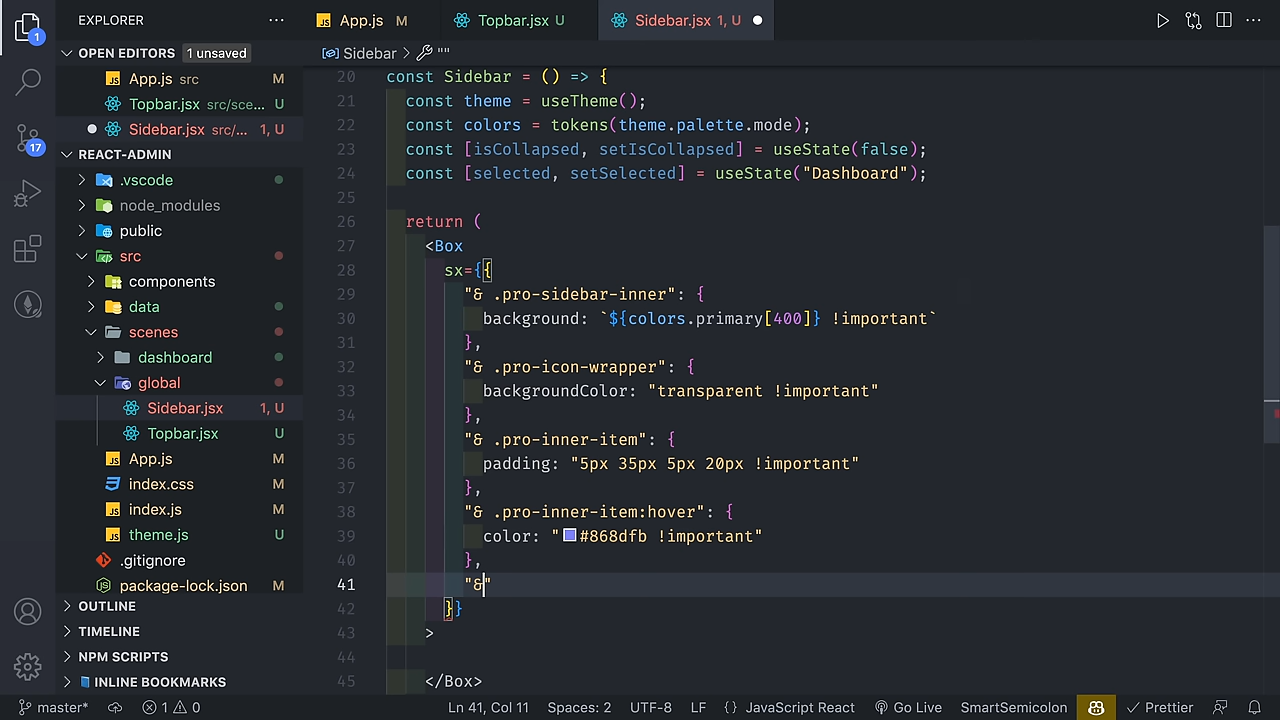 EXPLORER
OPEN EDITORS 1 unsaved
App.js src M
Topbar.jsx src/sce... U
Sidebar.jsx src/... 1, U
REACT-ADMIN
.vscode
node_modules
public
src
components
data
scenes
dashboard
global
Sidebar.jsx 1, U
Topbar.jsx U
App.js M
index.css M
index.js M
theme.js U
.gitignore
package-lock.json M
OUTLINE
TIMELINE
NPM SCRIPTS
INLINE BOOKMARKS
1
17
App.js M Topbar.jsx U Sidebar.jsx 1, U
Sidebar > ""
20 const Sidebar = () => {
21 const theme = useTheme();
22 const colors = tokens(theme.palette.mode);
23 const [isCollapsed, setIsCollapsed] = useState(false);
24 const [selected, setSelected] = useState("Dashboard");
25
26 return (
27 <Box
28 sx={{
29 "& .pro-sidebar-inner": {
30 background: `${colors.primary[400]} !important`
31 },
32 "& .pro-icon-wrapper": {
33 backgroundColor: "transparent !important"
34 },
35 "& .pro-inner-item": {
36 padding: "5px 35px 5px 20px !important"
37 },
38 "& .pro-inner-item:hover": {
39 color: "#868dfb !important"
40 },
41 "&"
42 }}
43 >
44
45 </Box>
master* 1 0 Ln 41, Col 11 Spaces: 2 UTF-8 LF {} JavaScript React Go Live SmartSemicolon Prettier